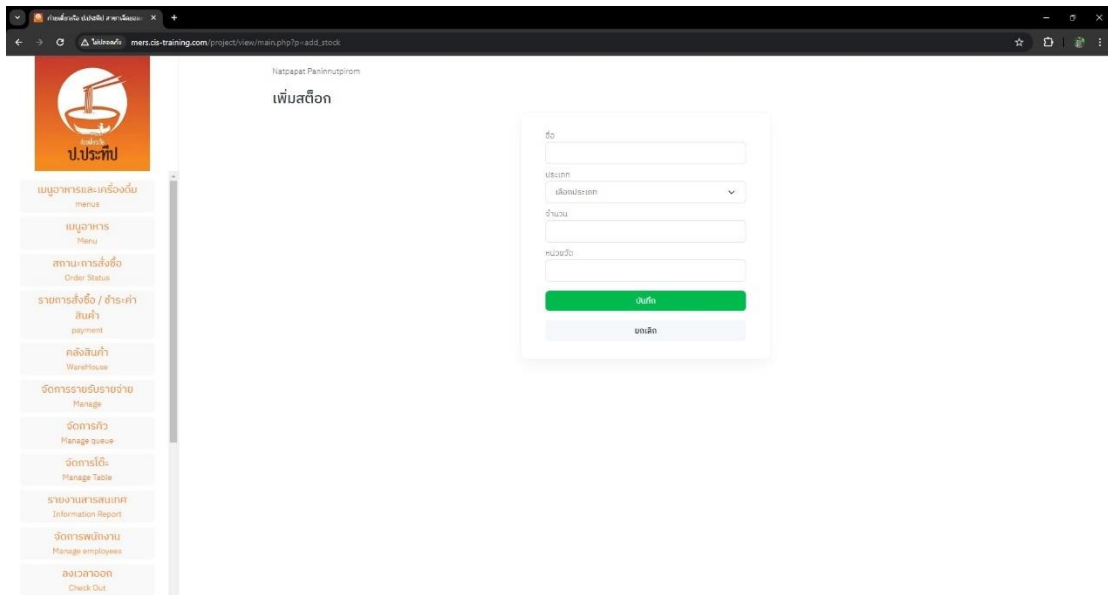 ไม่ปลอดภัย mers.cis-training.com/project/view/main.php?p=add_stock
ป.ประทีป
เมนูอาหารและเครื่องดื่ม
menus
เมนูอาหาร
Menu
สถานะการสั่งซื้อ
Order Status
รายการสั่งซื้อ / ชำระค่า
สินค้า
payment
คลังสินค้า
WareHouse
จัดการรายรับรายจ่าย
Manage
จัดการคิว
Manage queue
จัดการโต๊ะ
Manage Table
รายงานสารสนเทศ
Information Report
จัดการพนักงาน
Manage employees
ลงเวลาออก
Check Out
Natpapat Paninnutpirom
เพิ่มสต็อก
ชื่อ
ประเภท
เลือกประเภท
จำนวน
หน่วยวัด
บันทึก
ยกเลิก